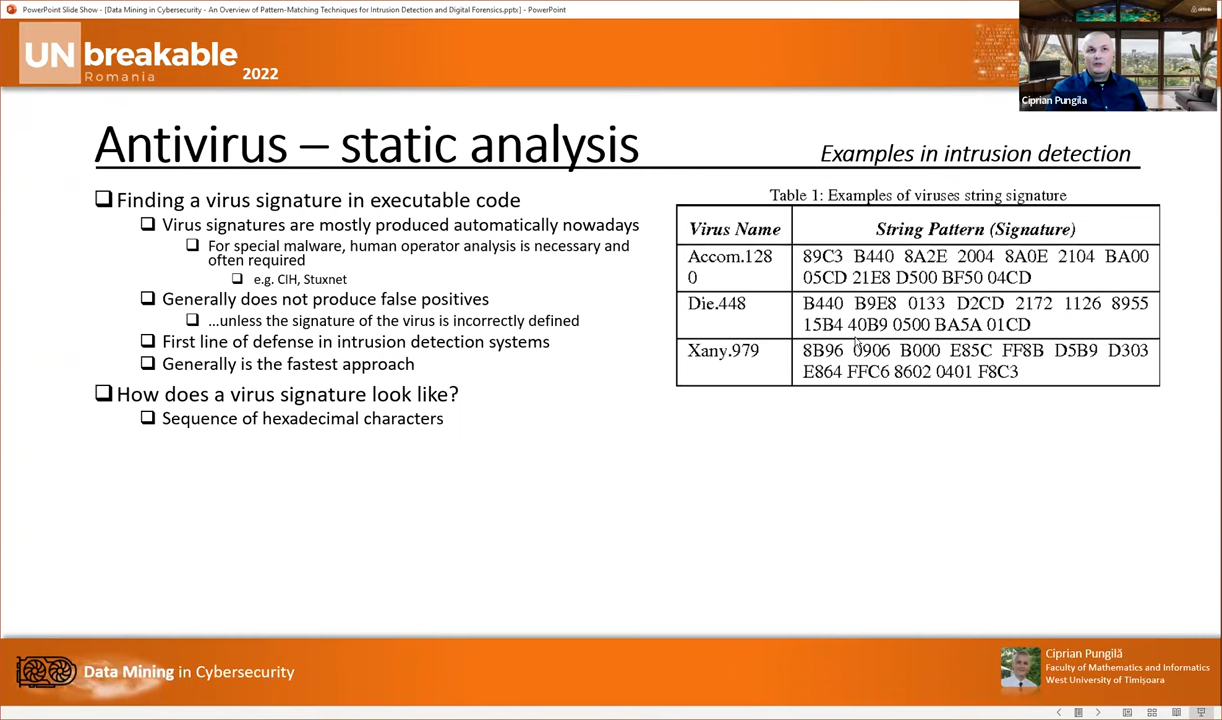 PowerPoint Slide Show - [Data Mining in Cybersecurity - An Overview of Pattern-Matching Techniques for Intrusion Detection and Digital Forensics.pptx] - PowerPoint
UNbreakable
Romania
2022
Ciprian Pungila
Antivirus – static analysis
Examples in intrusion detection
❑ Finding a virus signature in executable code
❑ Virus signatures are mostly produced automatically nowadays
❑ For special malware, human operator analysis is necessary and
often required
❑ e.g. CIH, Stuxnet
❑ Generally does not produce false positives
❑ ...unless the signature of the virus is incorrectly defined
❑ First line of defense in intrusion detection systems
❑ Generally is the fastest approach
❑ How does a virus signature look like?
❑ Sequence of hexadecimal characters
Table 1: Examples of viruses string signature
Virus Name String Pattern (Signature)
Accom.128 89C3 B440 8A2E 2004 8A0E 2104 BA00
0 05CD 21E8 D500 BF50 04CD
Die.448 B440 B9E8 0133 D2CD 2172 1126 8955
15B4 40B9 0500 BA5A 01CD
Xany.979 8B96 0906 B000 E85C FF8B D5B9 D303
E864 FFC6 8602 0401 F8C3
Data Mining in Cybersecurity
Ciprian Pungilă
Faculty of Mathematics and Informatics
West University of Timișoara